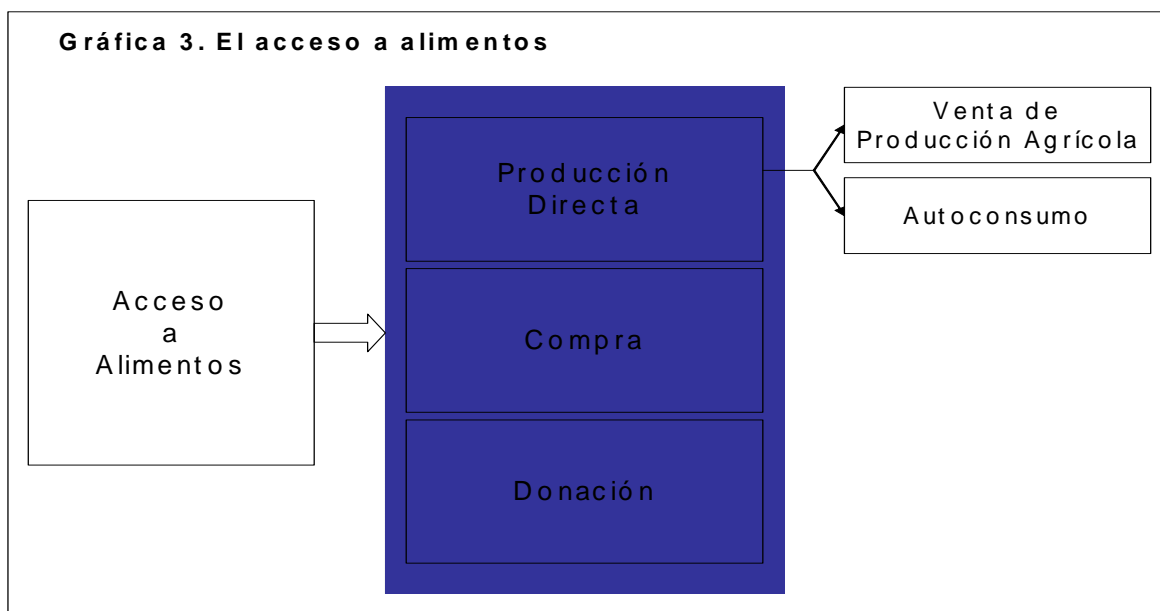 Gráfica 3. El acceso a alimentos
Acceso
a
Alimentos
Producción
Directa
Compra
Donación
Venta de
Producción Agrícola
Autoconsumo